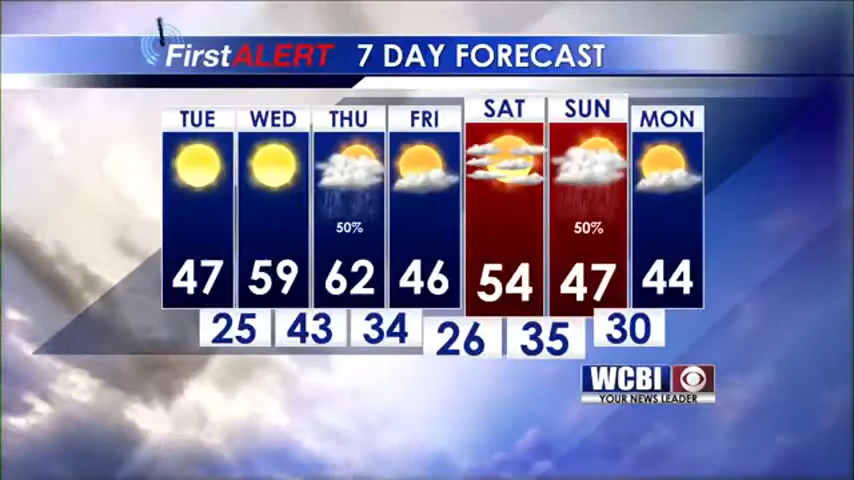 FirstALERT 7 DAY FORECAST
TUE WED THU FRI SAT SUN MON
50% 50%
47 59 62 46 54 47 44
25 43 34 26 35 30
WCBI
YOUR NEWS LEADER